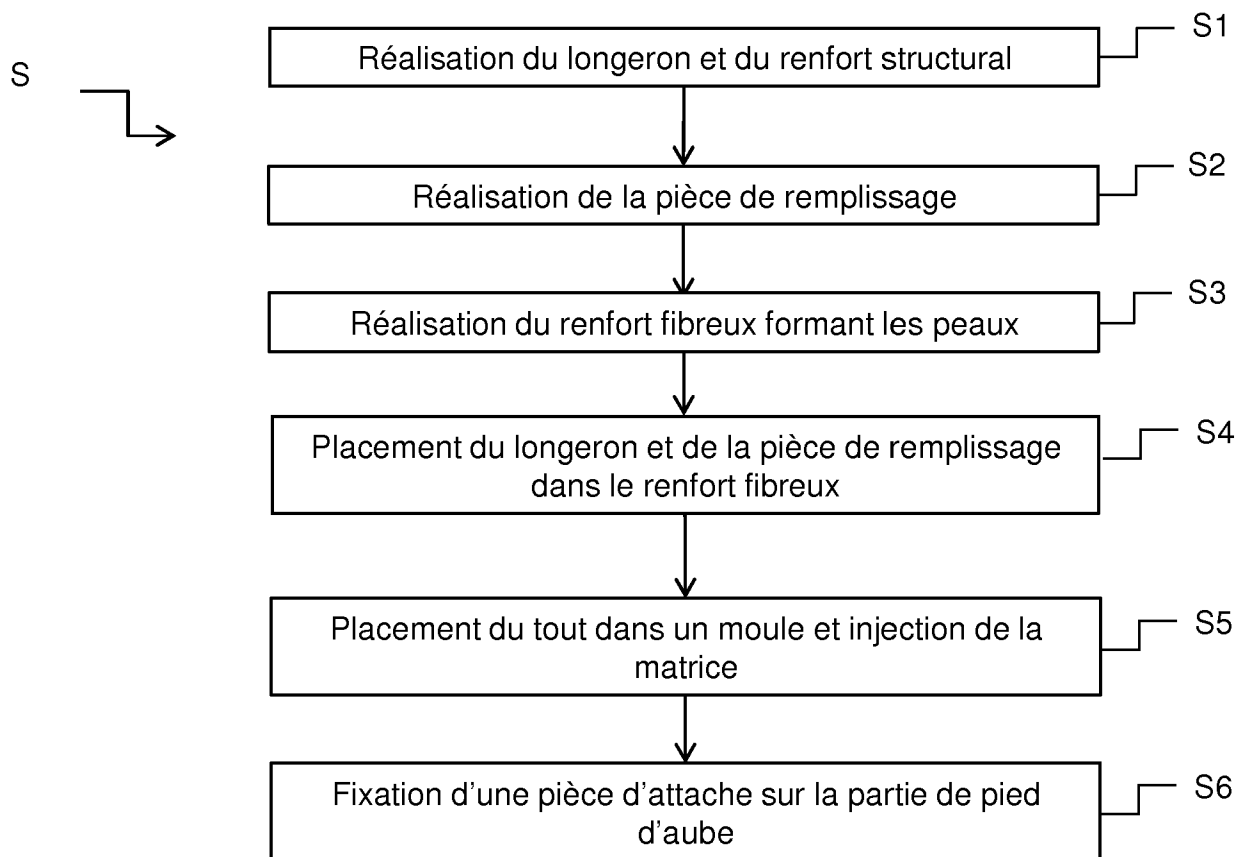 S
Réalisation du longeron et du renfort structural
S1
Réalisation de la pièce de remplissage
S2
Réalisation du renfort fibreux formant les peaux
S3
Placement du longeron et de la pièce de remplissage
dans le renfort fibreux
S4
Placement du tout dans un moule et injection de la
matrice
S5
Fixation d'une pièce d'attache sur la partie de pied
d'aube
S6